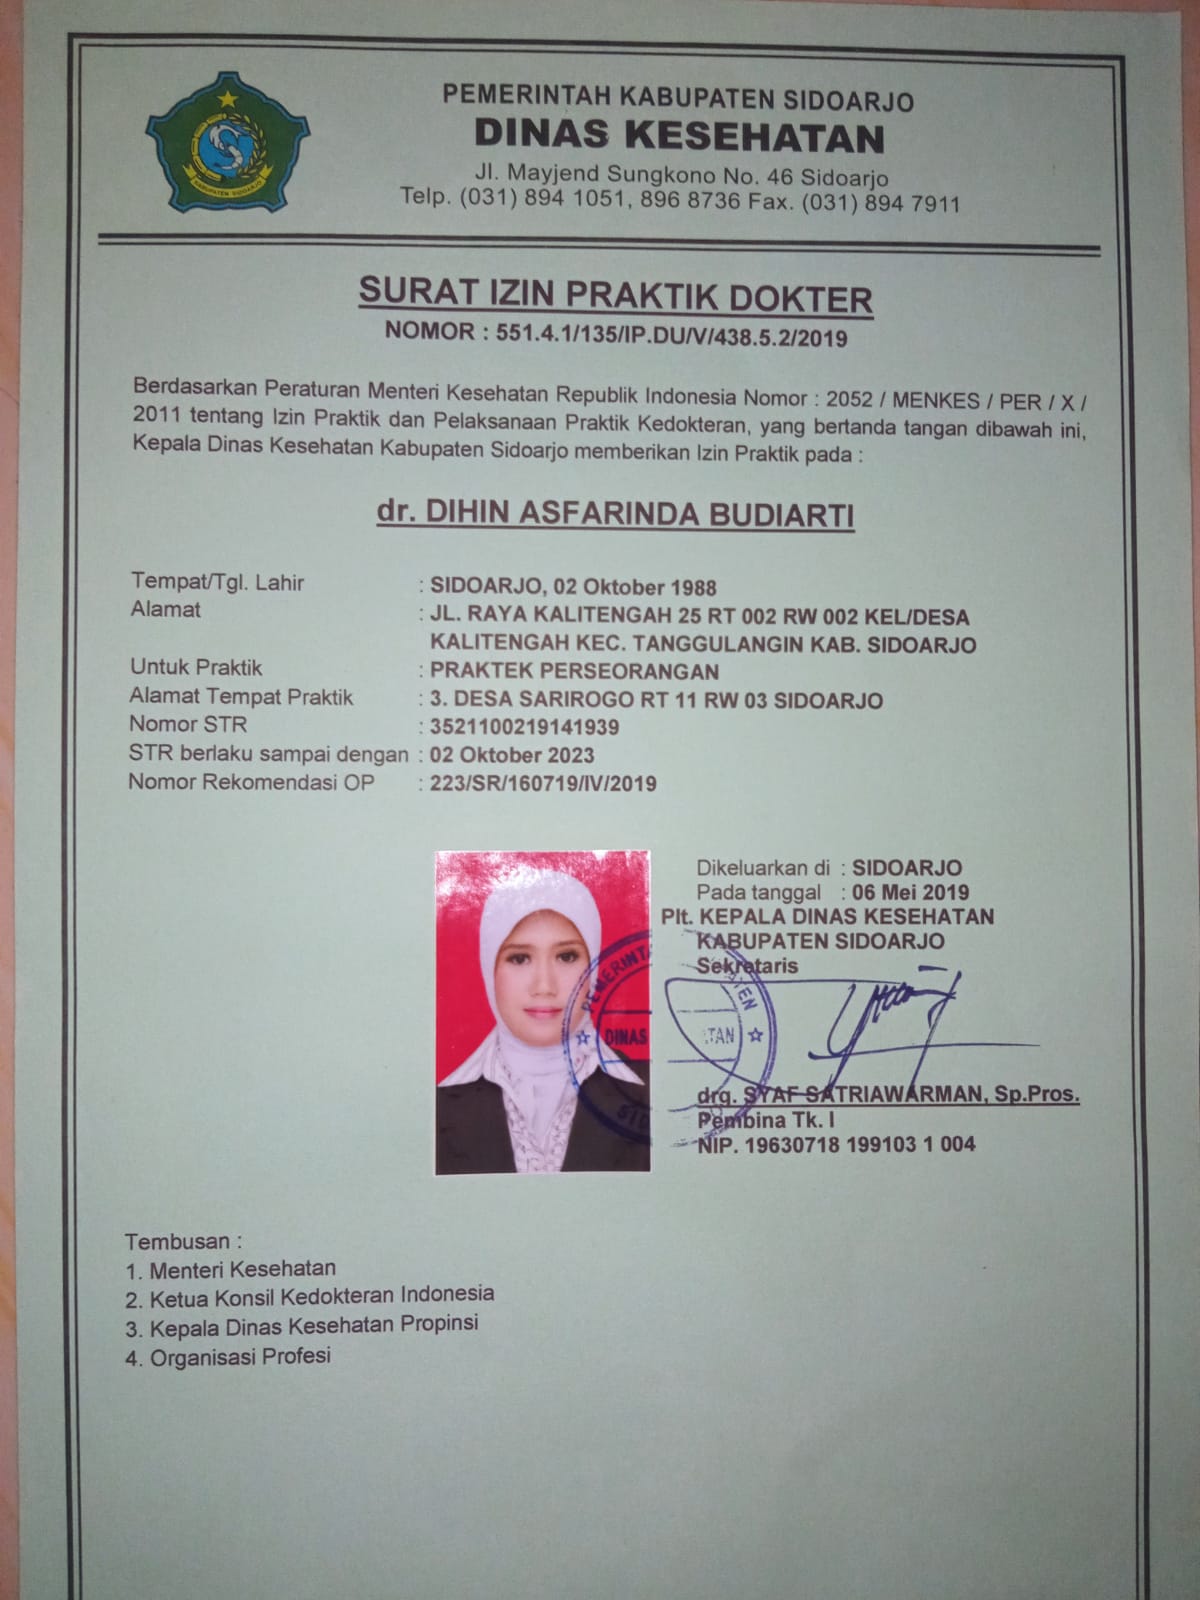 PEMERINTAH KABUPATEN SIDOARJO
DINAS KESEHATAN
Jl. Mayjend Sungkono No. 46 Sidoarjo
Telp. (031) 894 1051, 896 8736 Fax. (031) 894 7911
KABUPATEN SIDOARJO
SURAT IZIN PRAKTIK DOKTER
NOMOR : 551.4.1/135/IP.DU/V/438.5.2/2019
Berdasarkan Peraturan Menteri Kesehatan Republik Indonesia Nomor : 2052 / MENKES / PER / X /
2011 tentang Izin Praktik dan Pelaksanaan Praktik Kedokteran, yang bertanda tangan dibawah ini,
Kepala Dinas Kesehatan Kabupaten Sidoarjo memberikan Izin Praktik pada :
dr. DIHIN ASFARINDA BUDIARTI
Tempat/Tgl. Lahir : SIDOARJO, 02 Oktober 1988
Alamat : JL. RAYA KALITENGAH 25 RT 002 RW 002 KEL/DESA
KALITENGAH KEC. TANGGULANGIN KAB. SIDOARJO
Untuk Praktik : PRAKTEK PERSEORANGAN
Alamat Tempat Praktik : 3. DESA SARIROGO RT 11 RW 03 SIDOARJO
Nomor STR : 3521100219141939
STR berlaku sampai dengan : 02 Oktober 2023
Nomor Rekomendasi OP : 223/SR/160719/IV/2019
Dikeluarkan di : SIDOARJO
Pada tanggal : 06 Mei 2019
Plt. KEPALA DINAS KESEHATAN
KABUPATEN SIDOARJO
Sekretaris
drg. SYAF SATRIAWARMAN, Sp.Pros.
Pembina Tk. I
NIP. 19630718 199103 1 004
Tembusan :
1. Menteri Kesehatan
2. Ketua Konsil Kedokteran Indonesia
3. Kepala Dinas Kesehatan Propinsi
4. Organisasi Profesi